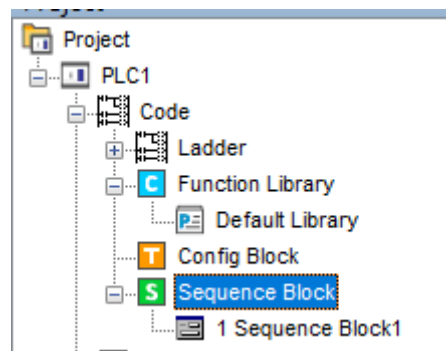 Project
PLC1
Code
Ladder
C Function Library
P Default Library
T Config Block
S Sequence Block
1 Sequence Block1